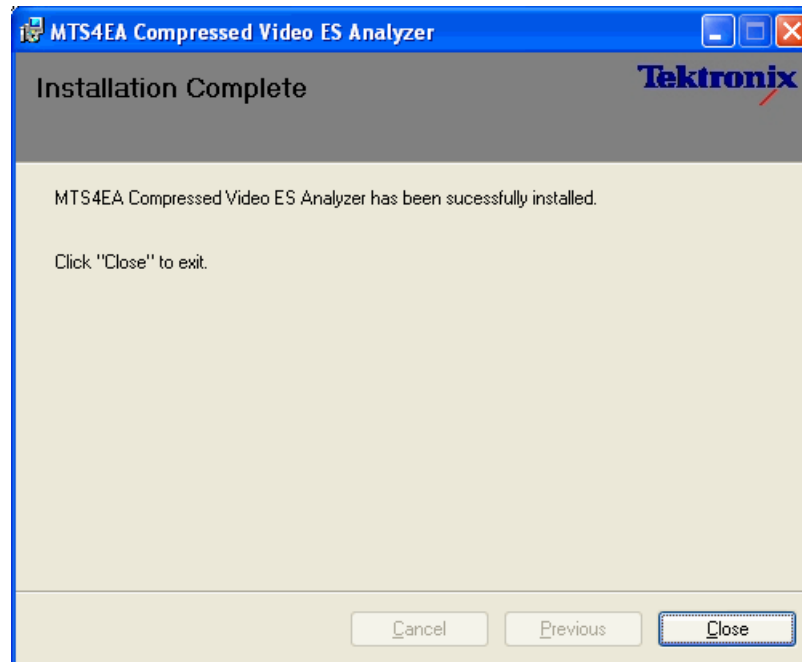 MTS4EA Compressed Video ES Analyzer
Installation Complete
Tektronix
MTS4EA Compressed Video ES Analyzer has been sucessfully installed.
Click "Close" to exit.
Cancel
Previous
Close